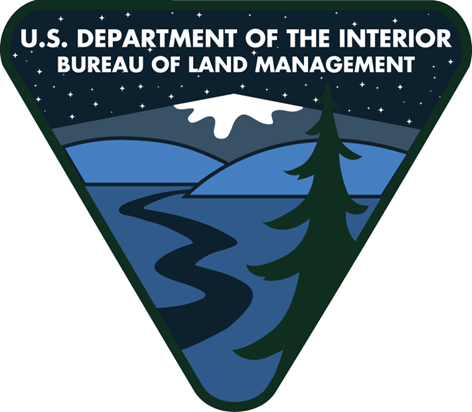 U.S. DEPARTMENT OF THE INTERIOR
BUREAU OF LAND MANAGEMENT